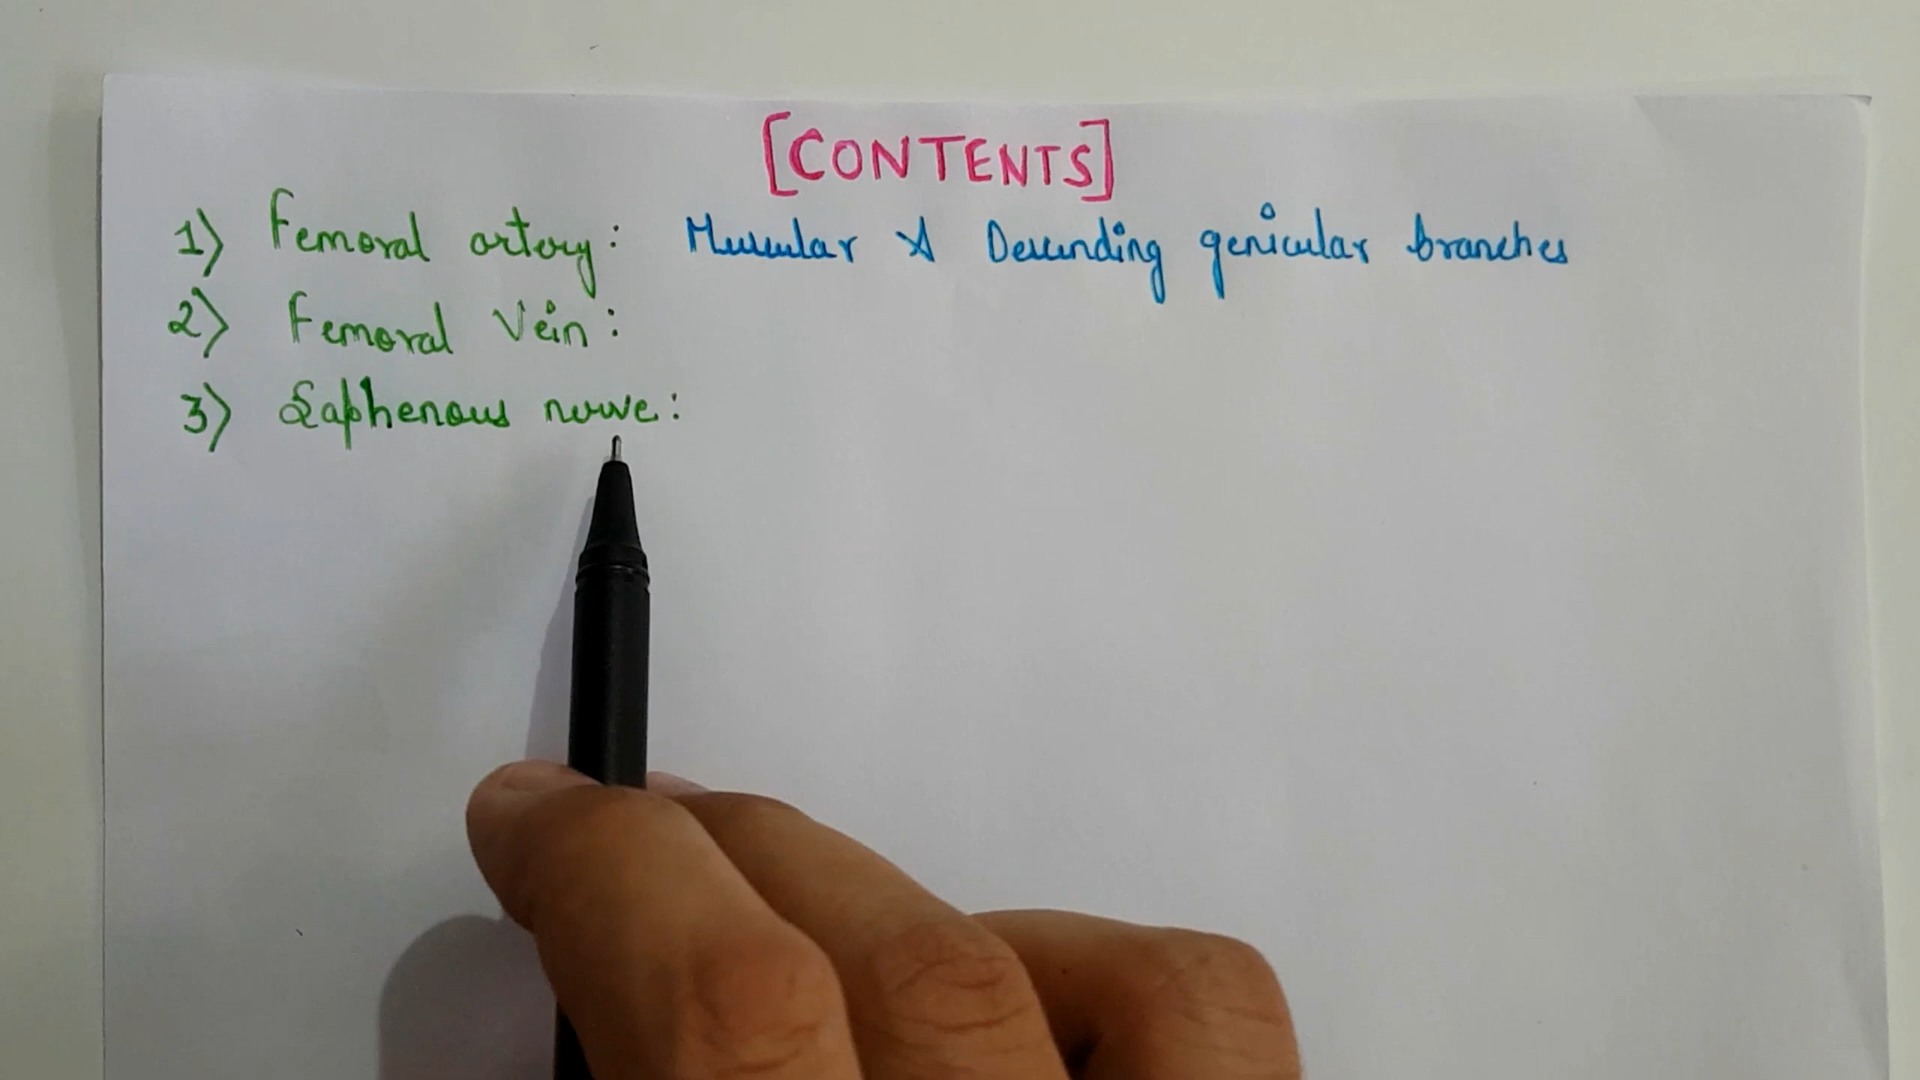 [CONTENTS]
1) Femoral artery: Muscular & Descending genicular branches
2) Femoral Vein:
3) Saphenous nerve: